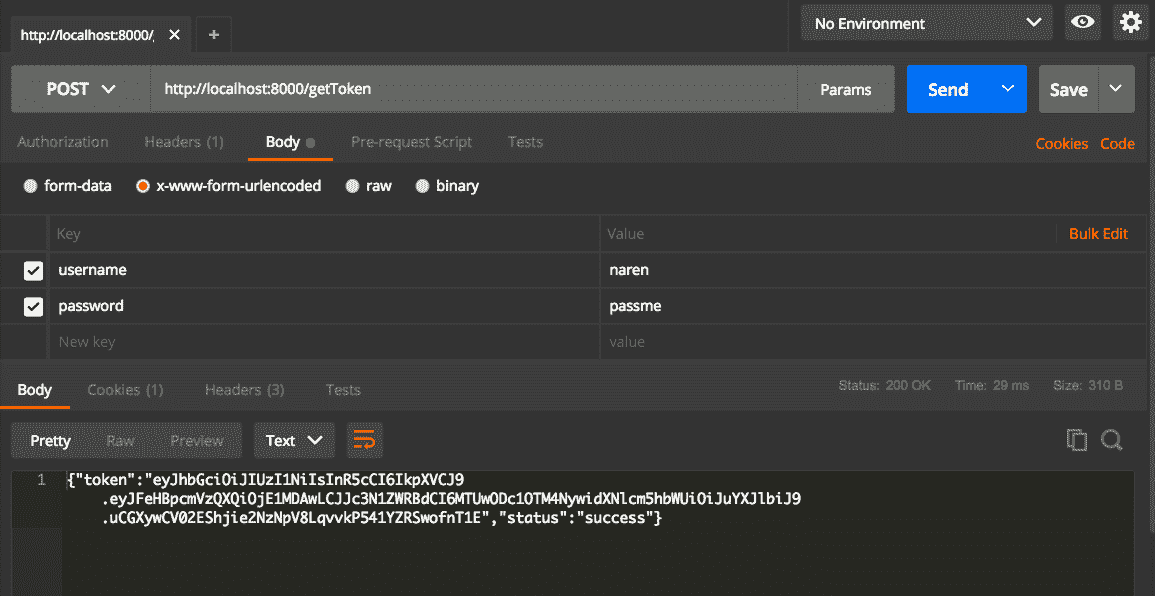 http://localhost:8000/
No Environment
POST http://localhost:8000/getToken Params Send Save
Authorization Headers (1) Body Pre-request Script Tests Cookies Code
form-data x-www-form-urlencoded raw binary
Key Value Bulk Edit
username naren
password passme
New key value
Body Cookies (1) Headers (3) Tests Status: 200 OK Time: 29 ms Size: 310 B
Pretty Raw Preview Text
1 {"token":"eyJhbGciOiJIUzI1NiIsInR5cCI6IkpXVCJ9
.eyJFeHBpcmVzQXQiOjE1MDAwLCJJc3N1ZWRBdCI6MTUwODc1OTM4NywidXNlcm5hbWUiOiJuYXJlbiJ9
.uCGXywCV02EShjie2NzNpV8LqvvkP541YZRSwofnT1E","status":"success"}